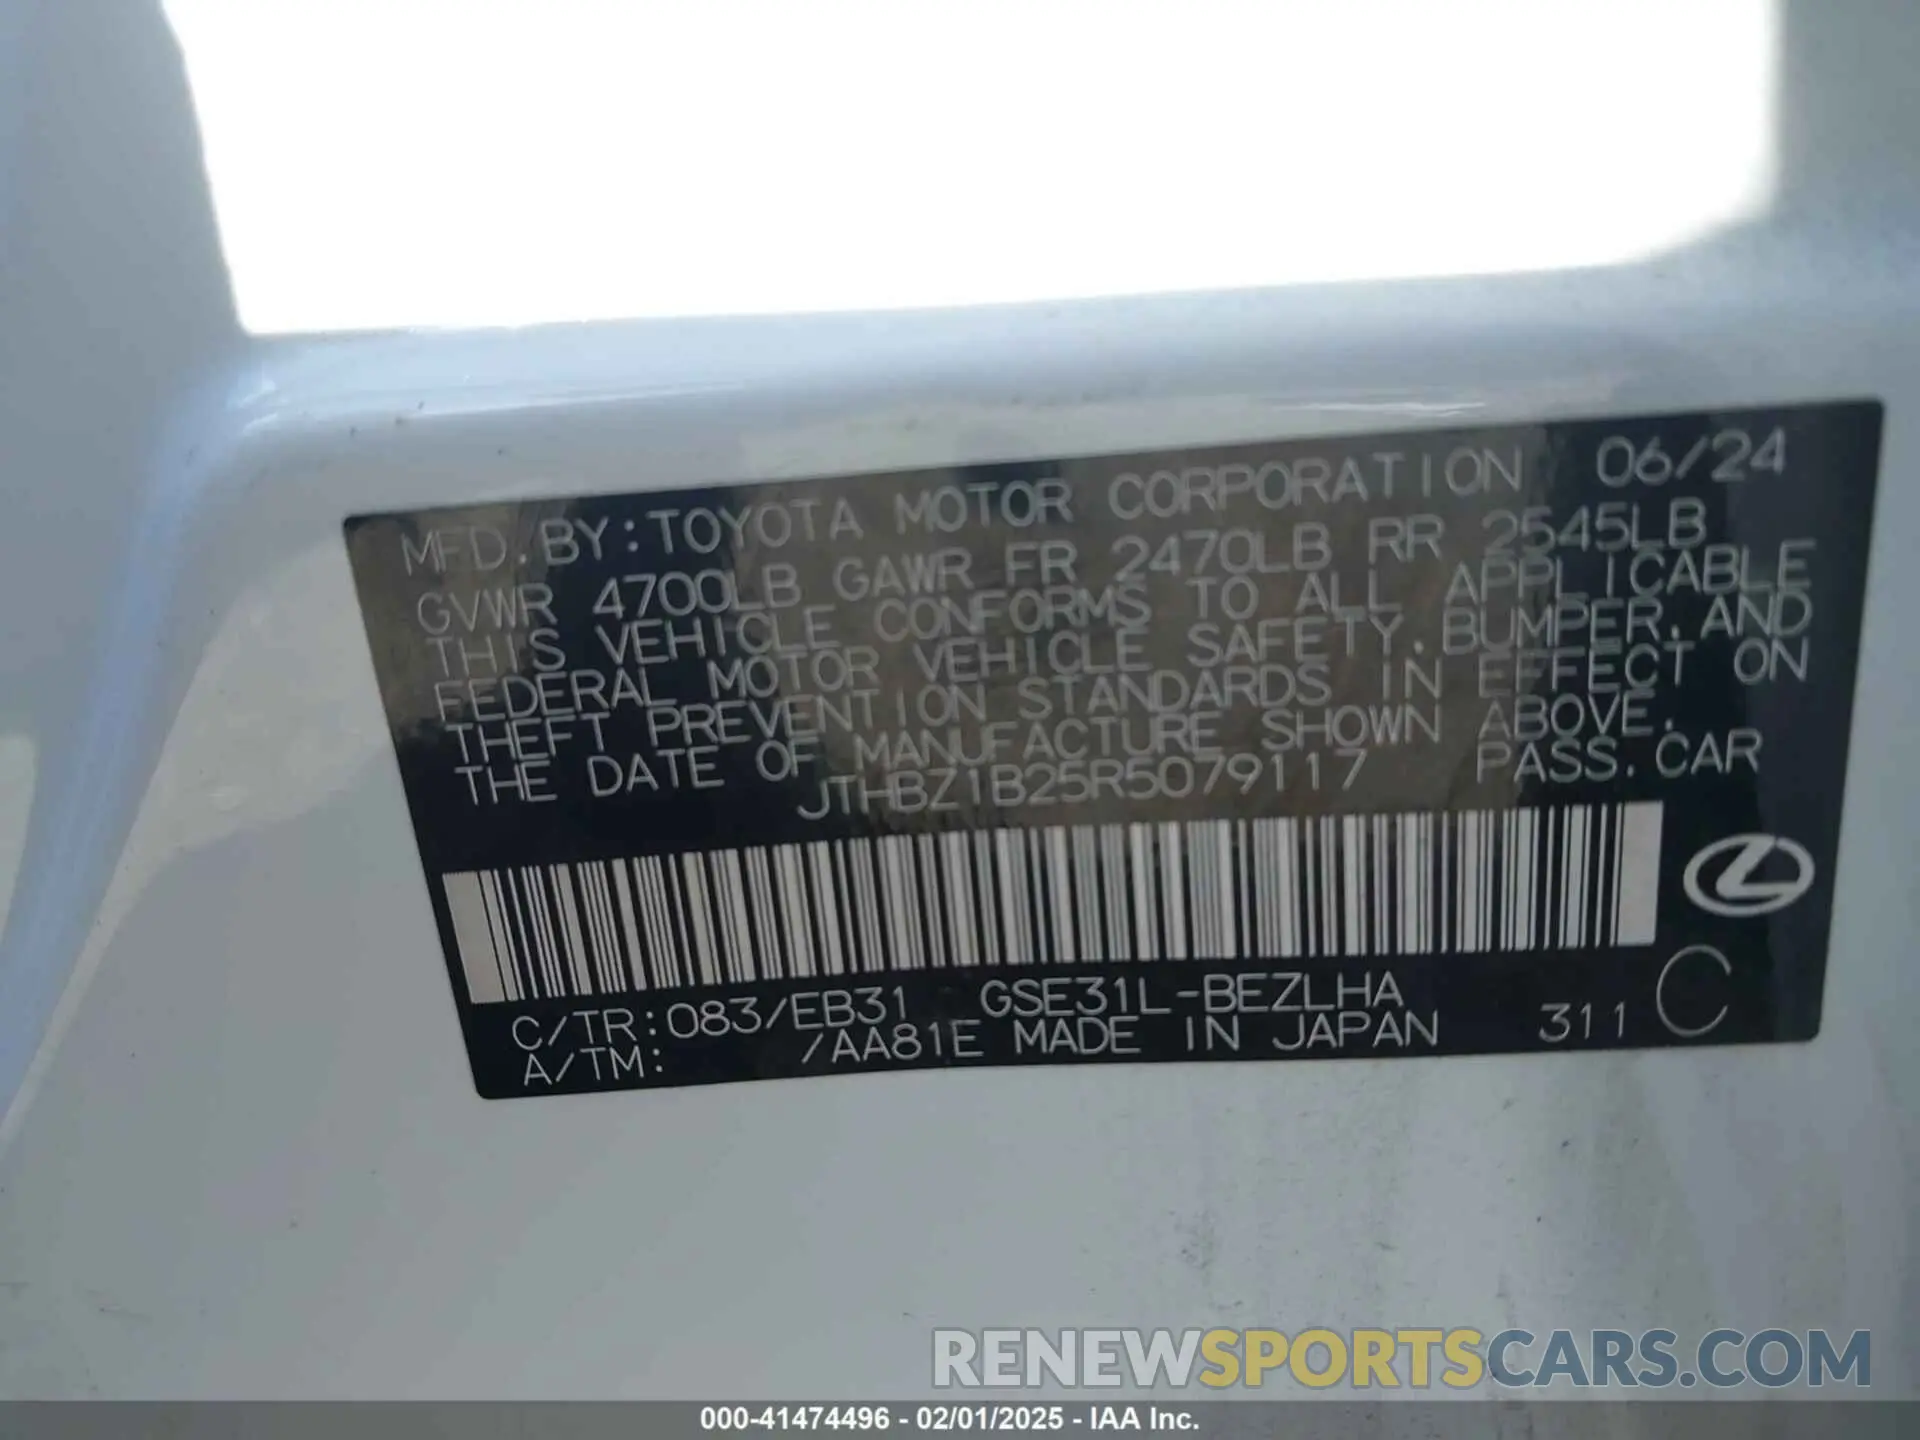 MFD. BY: TOYOTA MOTOR CORPORATION 06/24
GVWR 4700LB GAWR FR 2470LB RR 2545LB
THIS VEHICLE CONFORMS TO ALL APPLICABLE
FEDERAL MOTOR VEHICLE SAFETY, BUMPER, AND
THEFT PREVENTION STANDARDS IN EFFECT ON
THE DATE OF MANUFACTURE SHOWN ABOVE.
JTHBZ1B25R5079117 PASS. CAR
C/TR: 083/EB31 GSE31L-BEZLHA
A/TM: /AA81E MADE IN JAPAN 311 C
RENEWSPORTSCARS.COM
000-41474496 - 02/01/2025 - IAA Inc.